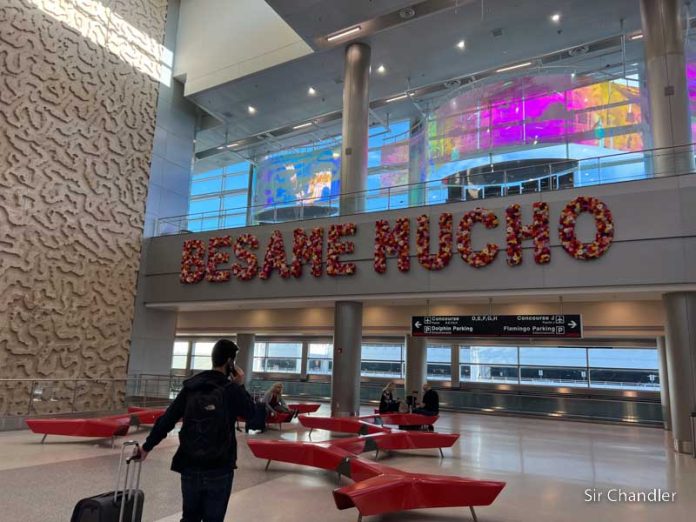 BESAME MUCHO
Concourse D,E,F,G,H
Dolphin Parking
Concourse J
Flamingo Parking
Sir Chandler